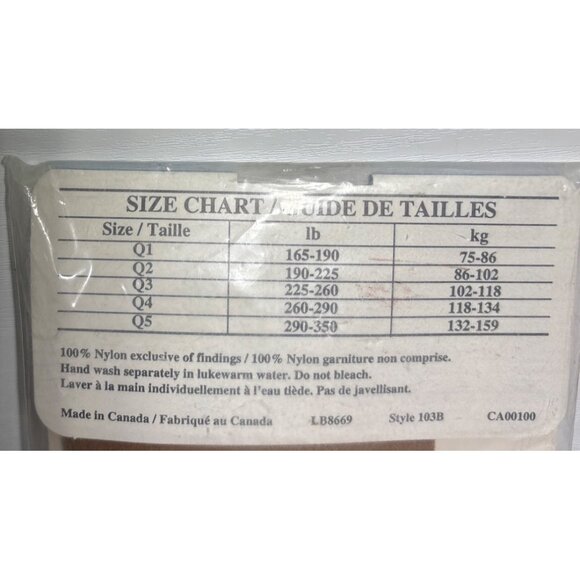 SIZE CHART / GUIDE DE TAILLES
Size / Taille lb kg
Q1 165-190 75-86
Q2 190-225 86-102
Q3 225-260 102-118
Q4 260-290 118-134
Q5 290-350 132-159
100% Nylon exclusive of findings / 100% Nylon garniture non comprise.
Hand wash separately in lukewarm water. Do not bleach.
Laver à la main individuellement à l'eau tiède. Pas de javellisant.
Made in Canada / Fabriqué au Canada LB8669 Style 103B CA00100